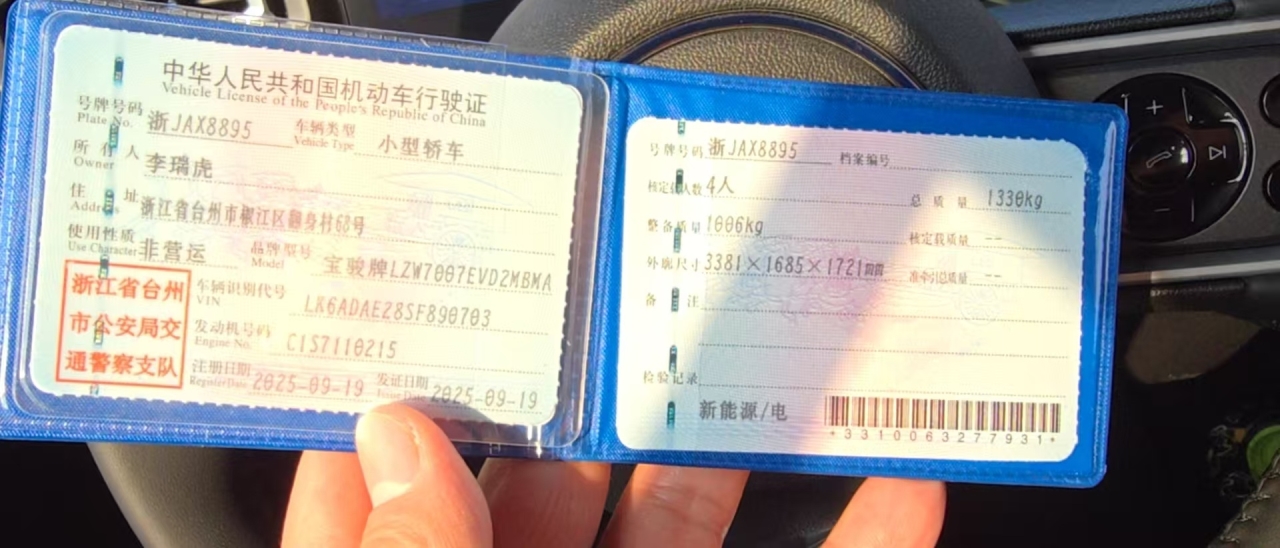 中华人民共和国机动车行驶证
Vehicle License of the People's Republic of China
号牌号码 浙JAX8895 车辆类型 小型轿车
Plate No. Vehicle Type
所有人 李瑞虎
Owner
住址 浙江省台州市椒江区翻身村68号
Address
使用性质 非营运 品牌型号 宝骏牌LZW7007EVD2MBMA
Use Character Model
浙江省台州
市公安局交
通警察支队
车辆识别代号 LK6ADAE28SF890703
VIN
发动机号码 C1S7110215
Engine No.
注册日期 2025-09-19 发证日期 2025-09-19
Register Date Issue Date
号牌号码 浙JAX8895 档案编号
核定载人数 4人 总质量 1330kg
整备质量 1006kg 核定载质量 --
外廓尺寸 3381×1685×1721mm 准牵引总质量 --
备注
检验记录
新能源/电
*3310063277931*